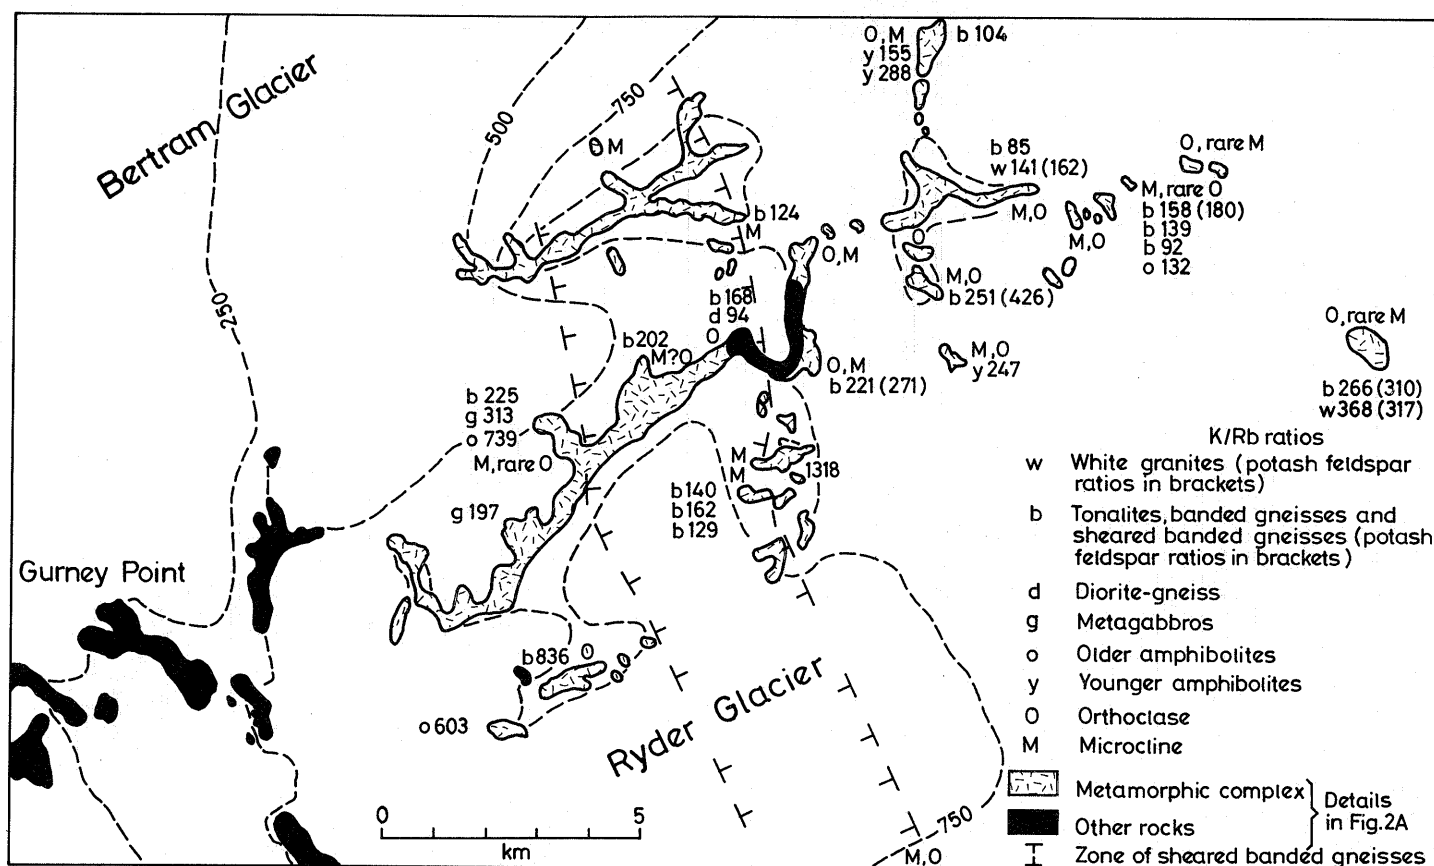 Bertram Glacier
500
750
250
O, M
y 155
y 288
b 104
θ M
b 85
w 141 (162)
M, O
O, rare M
M, rare O
b 158 (180)
b 139
b 92
o 132
M, O
b 124
M
O, M
O
M, O
b 251 (426)
b 168
d 94
O
b 202
M?O
O, M
b 221 (271)
M, O
y 247
O, rare M
b 266 (310)
w 368 (317)
b 225
g 313
o 739
M, rare O
g 197
M
M
1318
b 140
b 162
b 129
Gurney Point
b 836
O
o 603
Ryder Glacier
750
M, O
0 5
km
K/Rb ratios
w White granites (potash feldspar
ratios in brackets)
b Tonalites, banded gneisses and
sheared banded gneisses (potash
feldspar ratios in brackets)
d Diorite-gneiss
g Metagabbros
o Older amphibolites
y Younger amphibolites
O Orthoclase
M Microcline
Metamorphic complex
Other rocks
Details
in Fig.2A
Zone of sheared banded gneisses